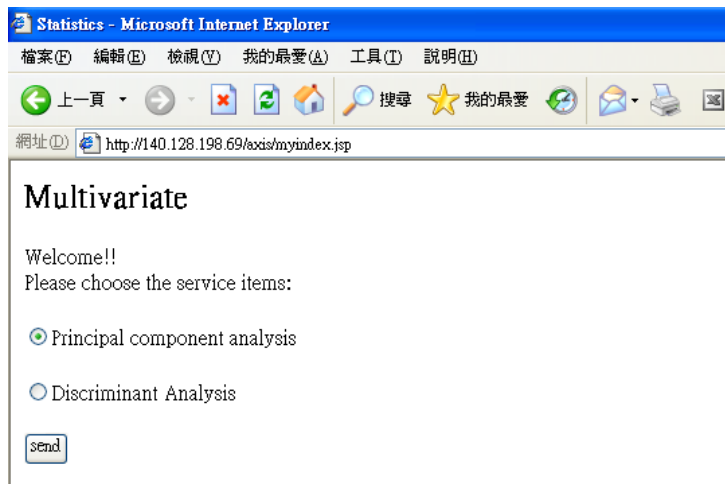 Statistics - Microsoft Internet Explorer
檔案(F) 編輯(E) 檢視(V) 我的最愛(A) 工具(T) 說明(H)
上一頁 搜尋 我的最愛
網址(D) http://140.128.198.69/axis/myindex.jsp
Multivariate
Welcome!!
Please choose the service items:
Principal component analysis
Discriminant Analysis
send